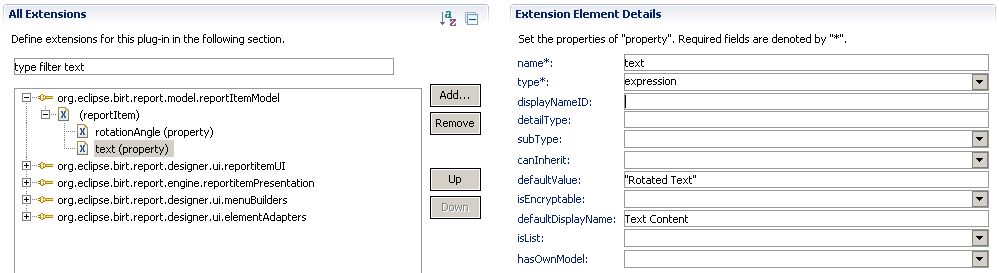 All Extensions
Define extensions for this plug-in in the following section.
type filter text
org.eclipse.birt.report.model.reportItemModel
(reportItem)
rotationAngle (property)
text (property)
org.eclipse.birt.report.designer.ui.reportitemUI
org.eclipse.birt.report.engine.reportitemPresentation
org.eclipse.birt.report.designer.ui.menuBuilders
org.eclipse.birt.report.designer.ui.elementAdapters
Add...
Remove
Up
Down
Extension Element Details
Set the properties of "property". Required fields are denoted by "*".
name*: text
type*: expression
displayNameID:
detailType:
subType:
canInherit:
defaultValue: "Rotated Text"
isEncryptable:
defaultDisplayName: Text Content
isList:
hasOwnModel: